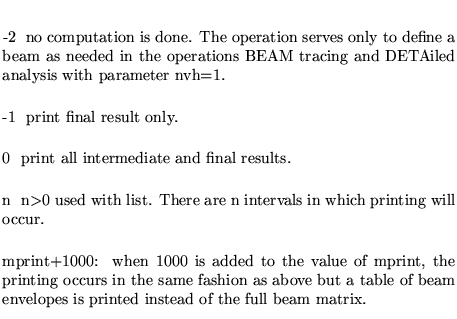 -2 no computation is done. The operation serves only to define a
beam as needed in the operations BEAM tracing and DETAiled
analysis with parameter nvh=1.
-1 print final result only.
0 print all intermediate and final results.
n n>0 used with list. There are n intervals in which printing will
occur.
mprint+1000: when 1000 is added to the value of mprint, the
printing occurs in the same fashion as above but a table of beam
envelopes is printed instead of the full beam matrix.